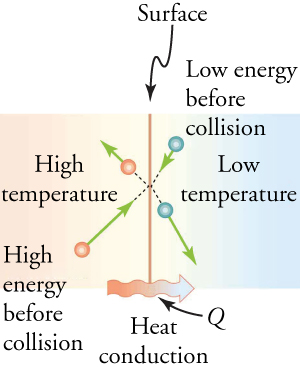 Surface
Low energy
before
collision
High
temperature
Low
temperature
High
energy
before
collision
Q
Heat
conduction